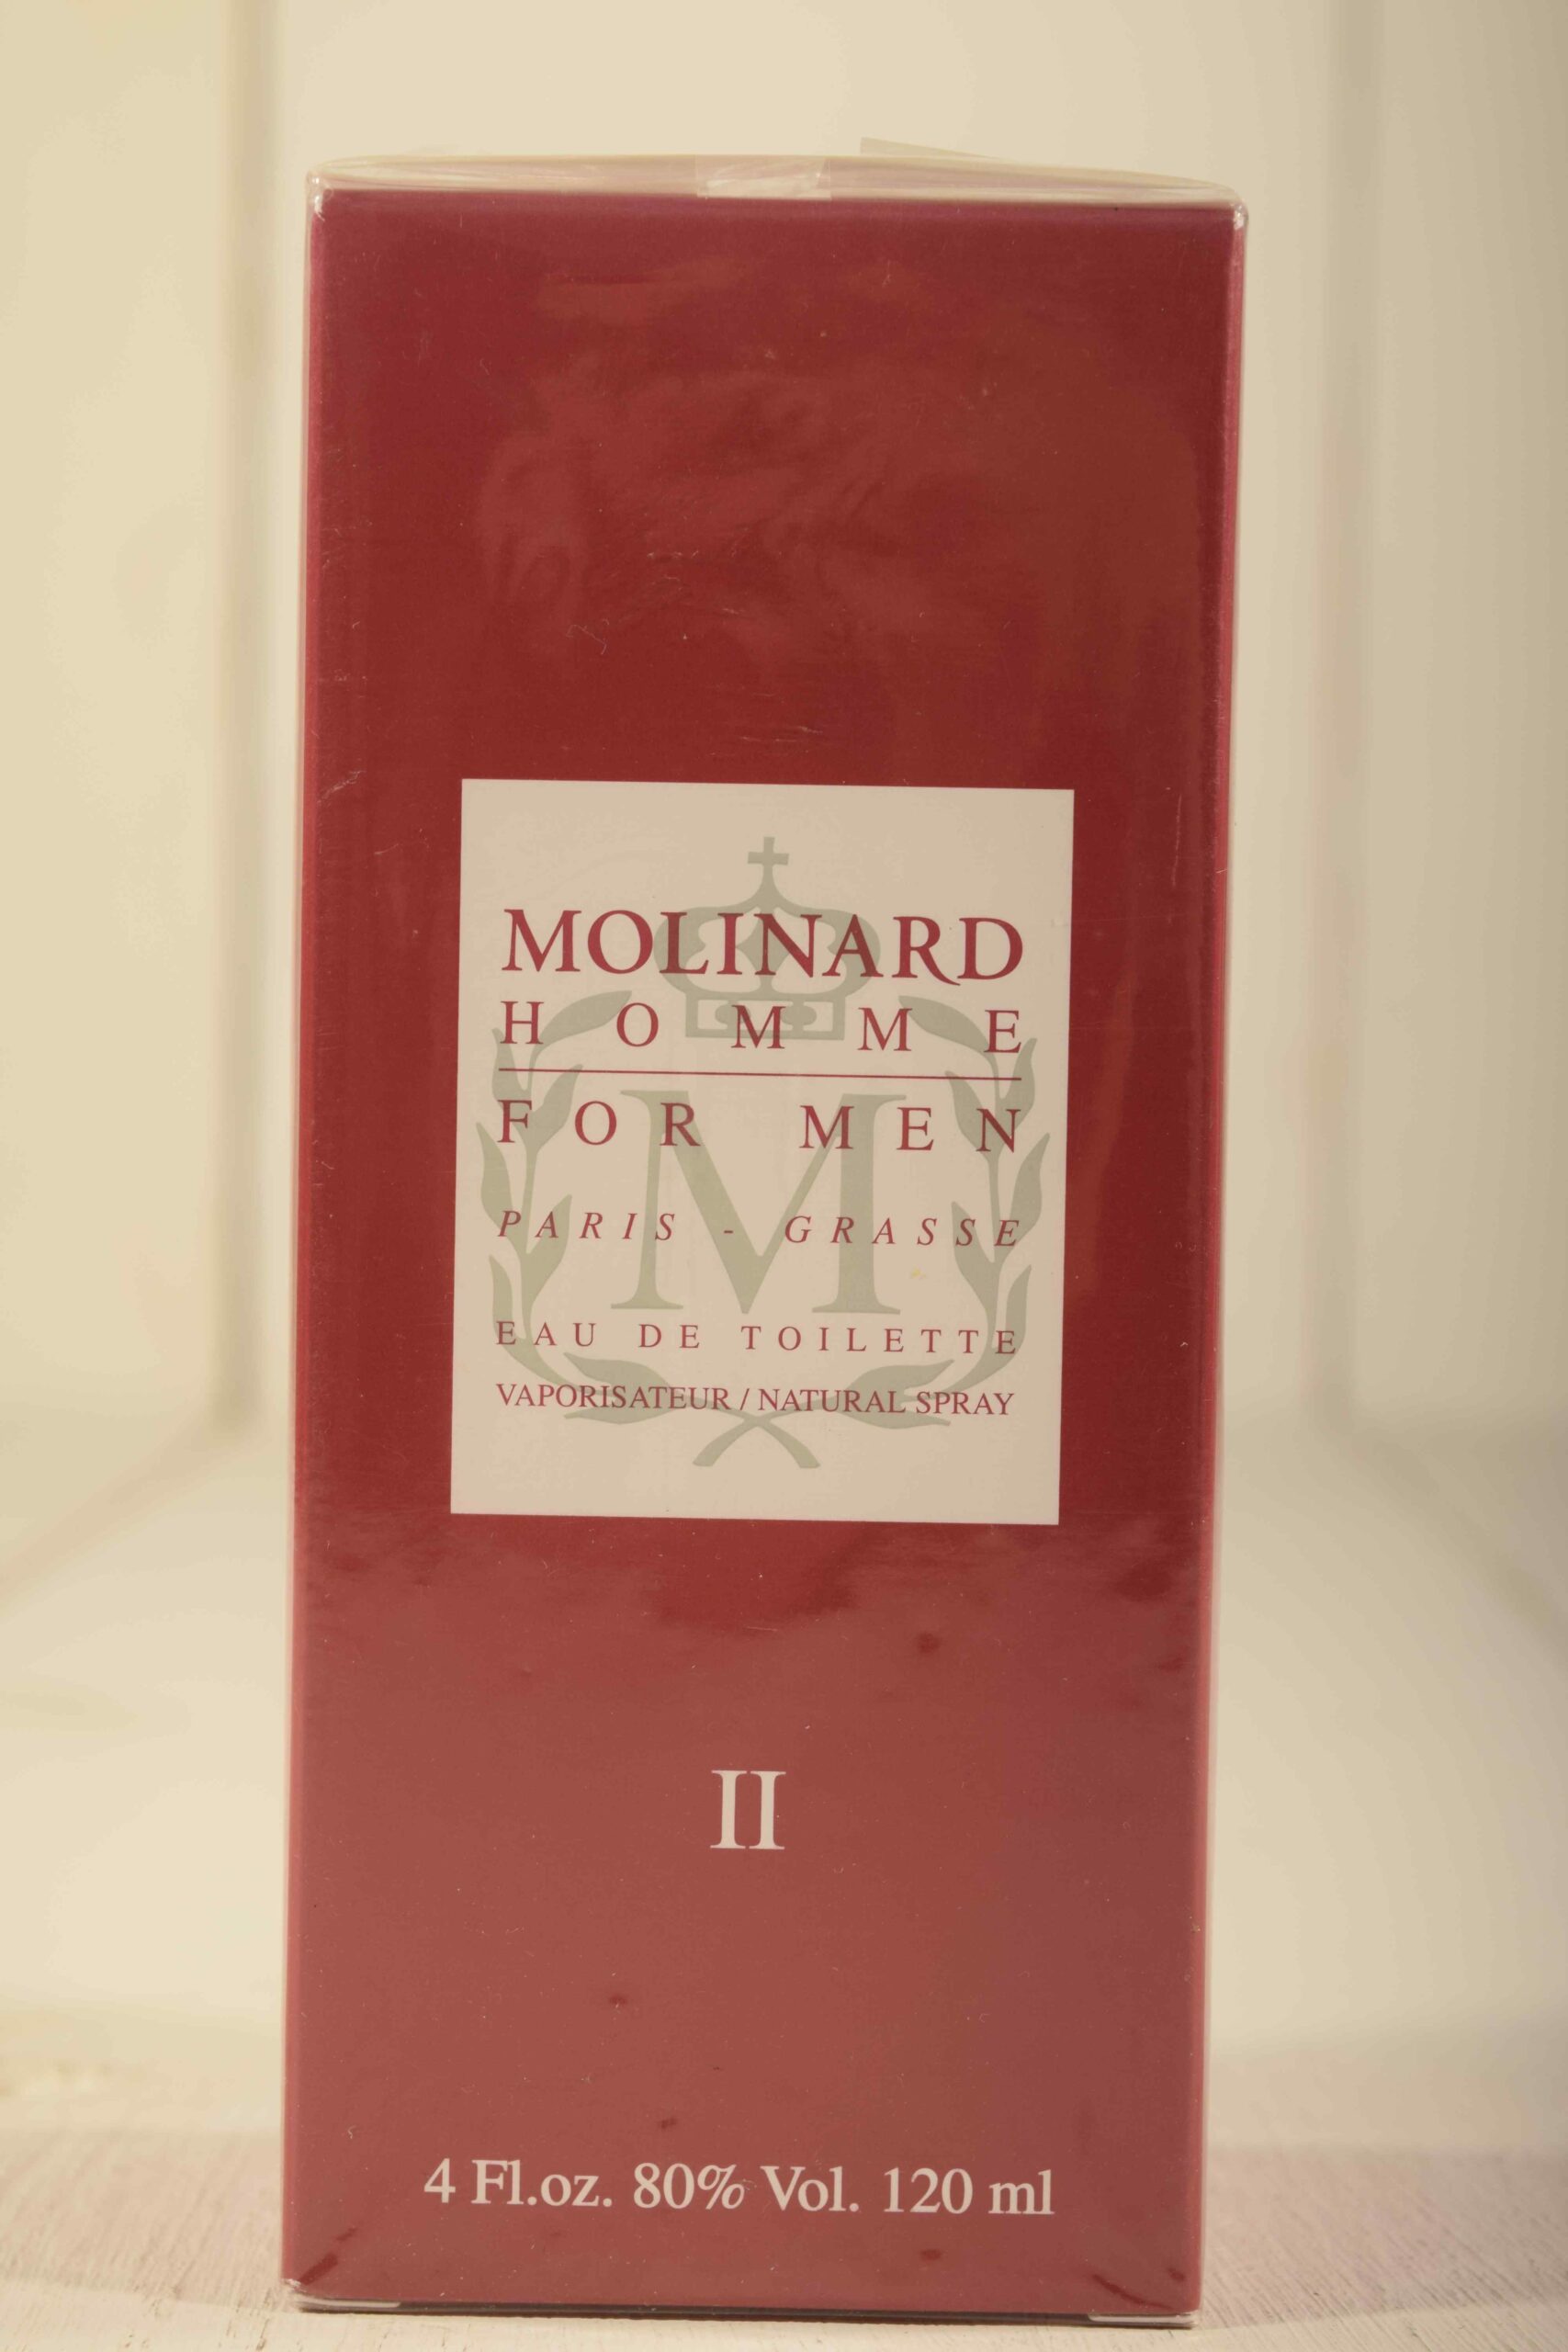 MOLINARD
HOMME
FOR MEN
PARIS - GRASSE
EAU DE TOILETTE
VAPORISATEUR / NATURAL SPRAY
M
II
4 Fl.oz. 80% Vol. 120 ml